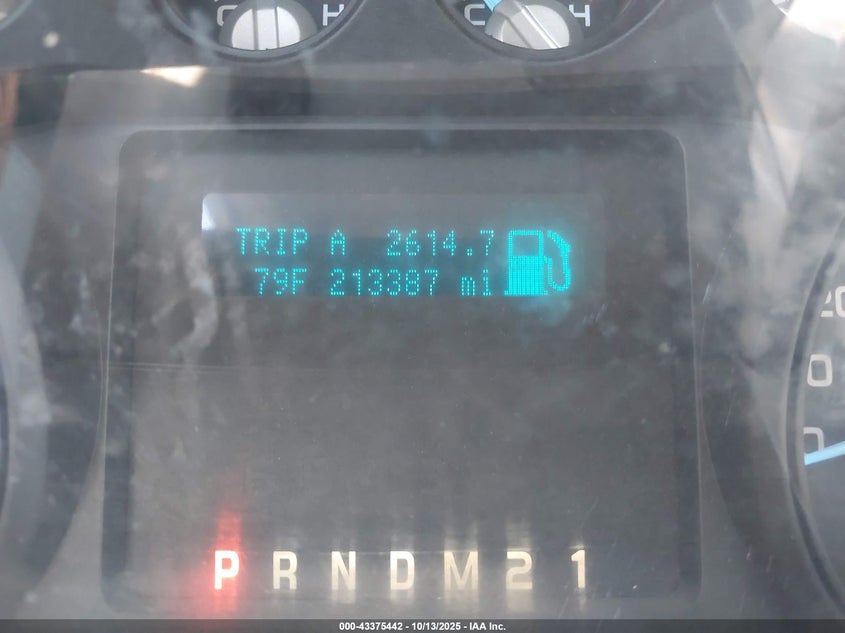 C H C H
TRIP A 2614.7
79F 213387 mi
P R N D M 2 1
000-43375442 - 10/13/2025 - IAA Inc.